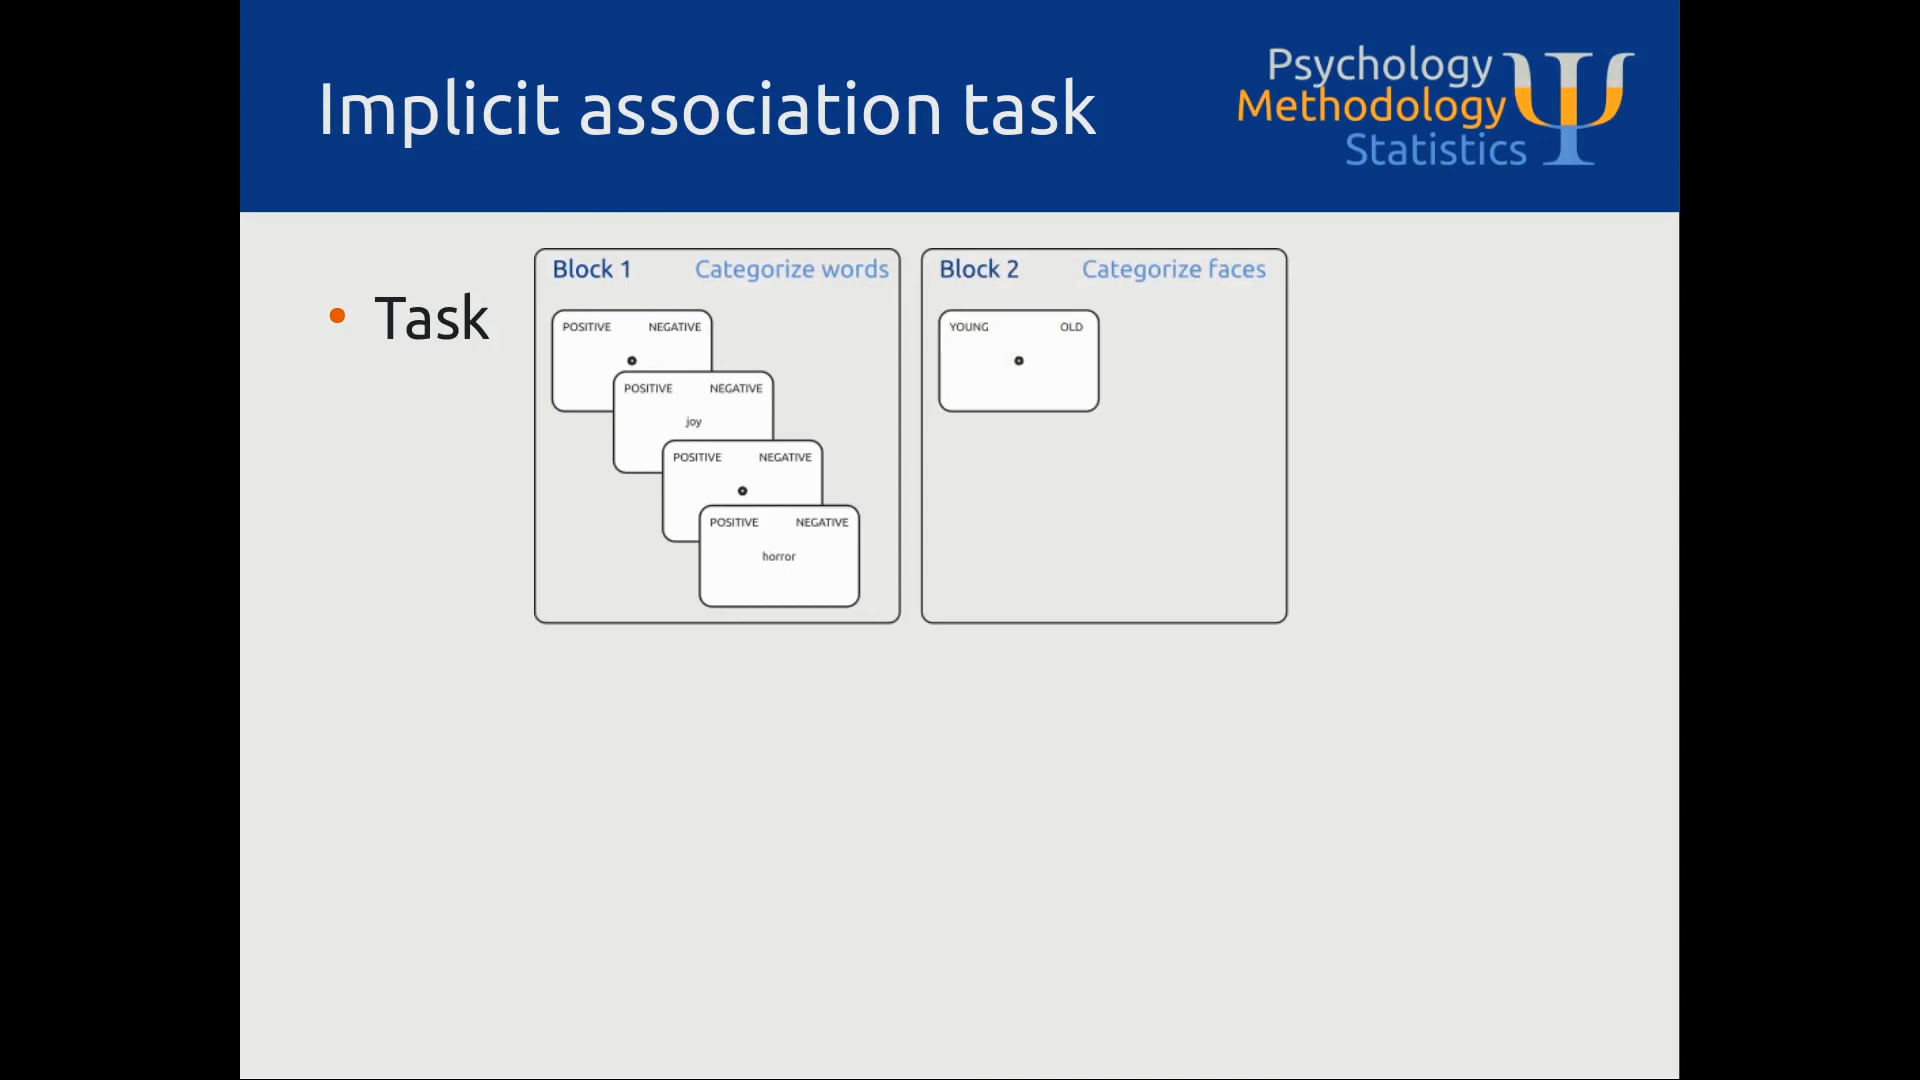 Implicit association task
Psychology
Methodology
Statistics
Task
Block 1 Categorize words
POSITIVE NEGATIVE
POSITIVE NEGATIVE
joy
POSITIVE NEGATIVE
POSITIVE NEGATIVE
horror
Block 2 Categorize faces
YOUNG OLD